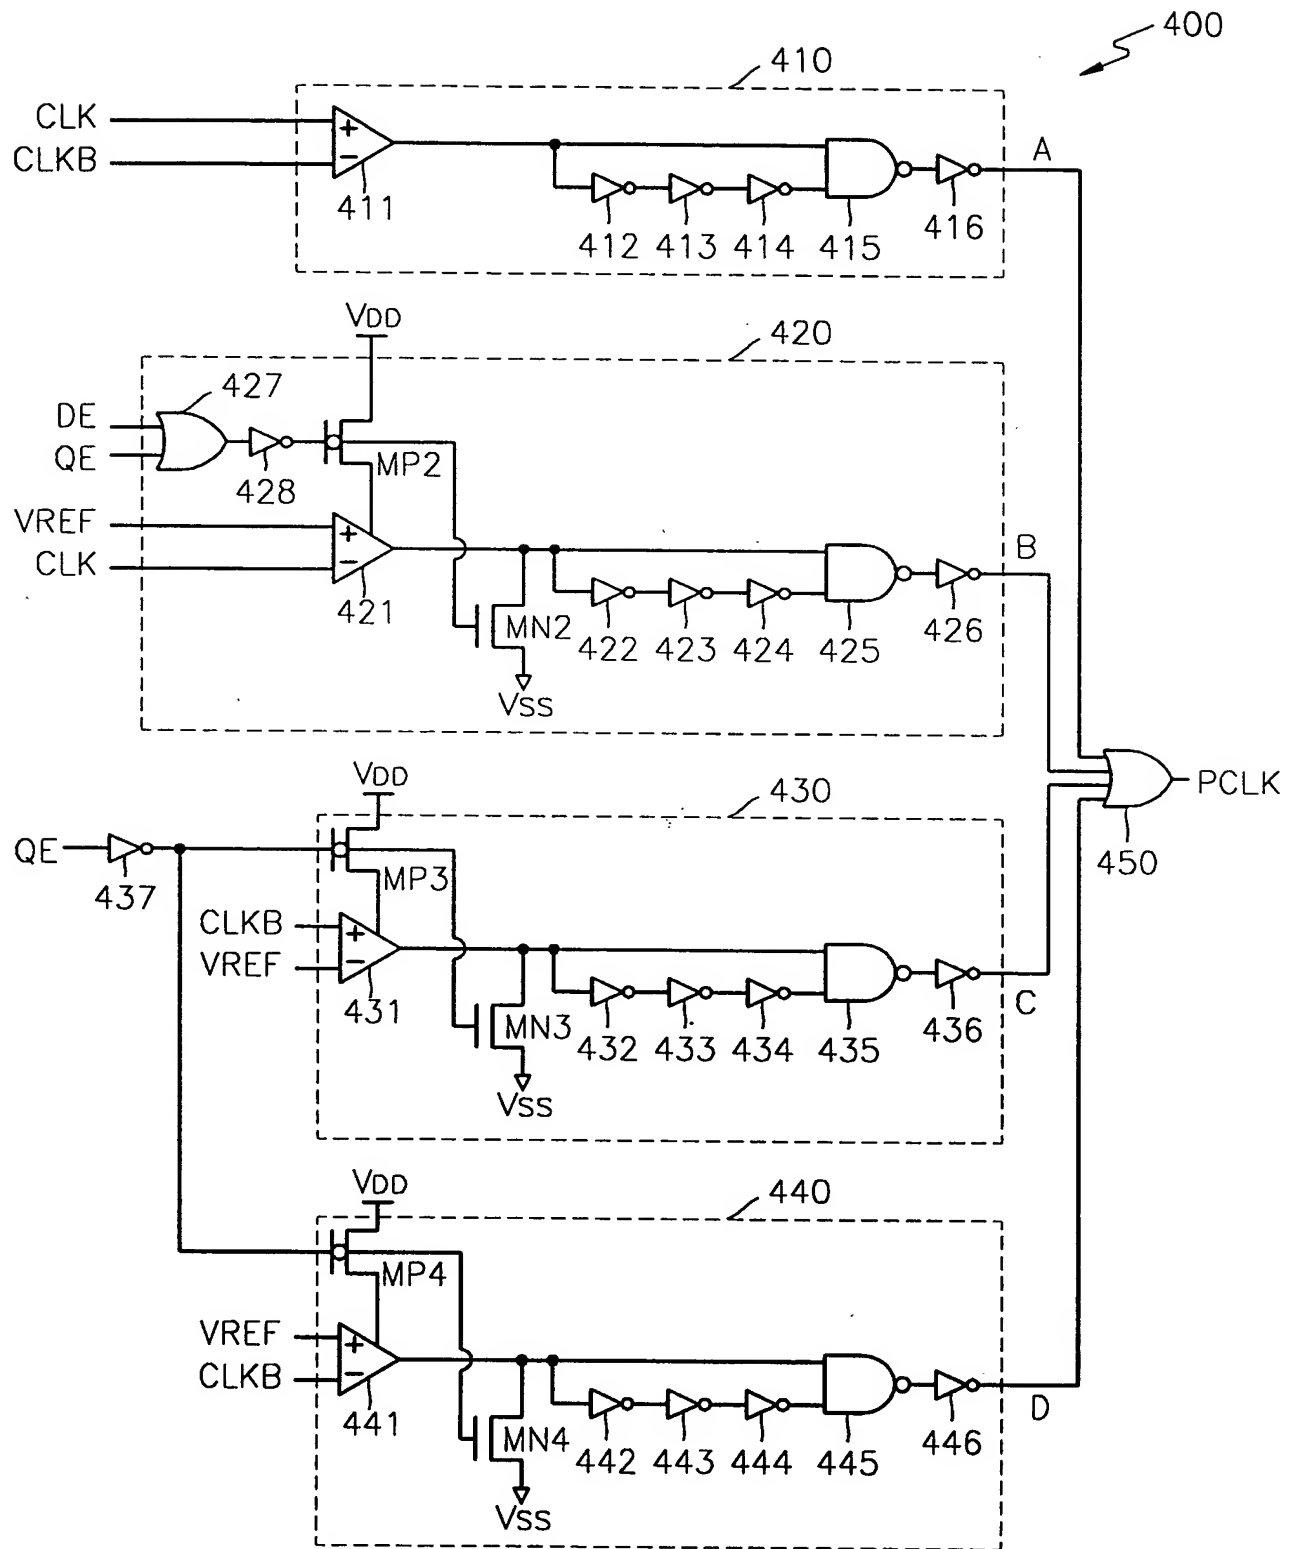 400
410
CLK
CLKB
+
−
411
412
413
414
415
416
A
VDD
420
427
DE
QE
428
MP2
VREF
CLK
+
−
421
MN2
422
423
424
425
426
B
VSS
VDD
430
QE
437
MP3
CLKB
VREF
+
−
431
MN3
432
433
434
435
436
C
VSS
450
PCLK
VDD
440
MP4
VREF
CLKB
+
−
441
MN4
442
443
444
445
446
D
VSS